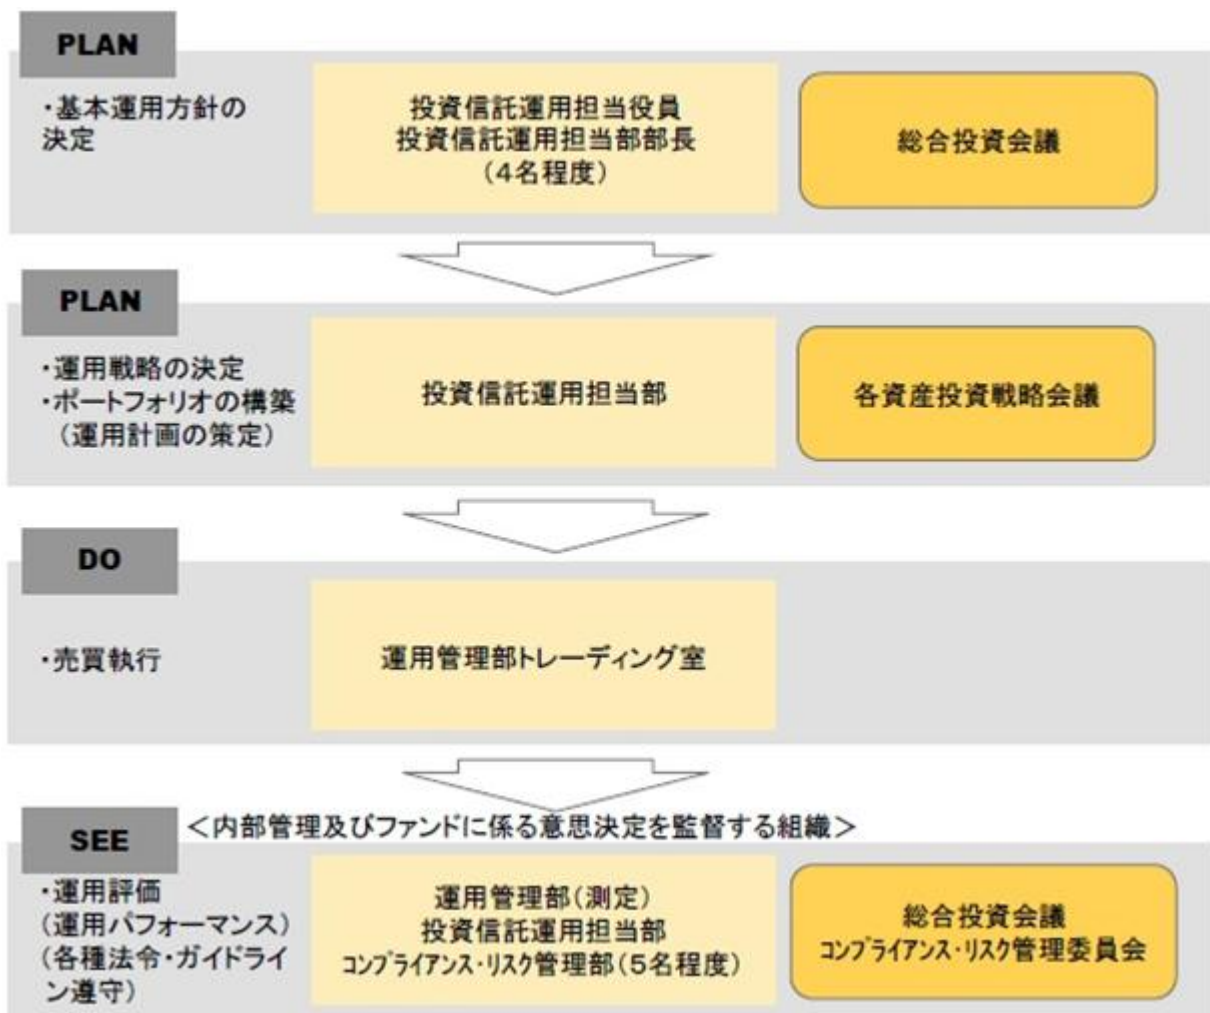 PLAN
・基本運用方針の
決定
投資信託運用担当役員
投資信託運用担当部部長
(4名程度)
総合投資会議
PLAN
・運用戦略の決定
・ポートフォリオの構築
(運用計画の策定)
投資信託運用担当部
各資産投資戦略会議
DO
・売買執行
運用管理部トレーディング室
SEE
＜内部管理及びファンドに係る意思決定を監督する組織＞
・運用評価
(運用パフォーマンス)
(各種法令・ガイドライ
ン遵守)
運用管理部(測定)
投資信託運用担当部
ｺﾝﾌﾟﾗｲｱﾝｽ･ﾘｽｸ管理部(5名程度)
総合投資会議
ｺﾝﾌﾟﾗｲｱﾝｽ･ﾘｽｸ管理委員会